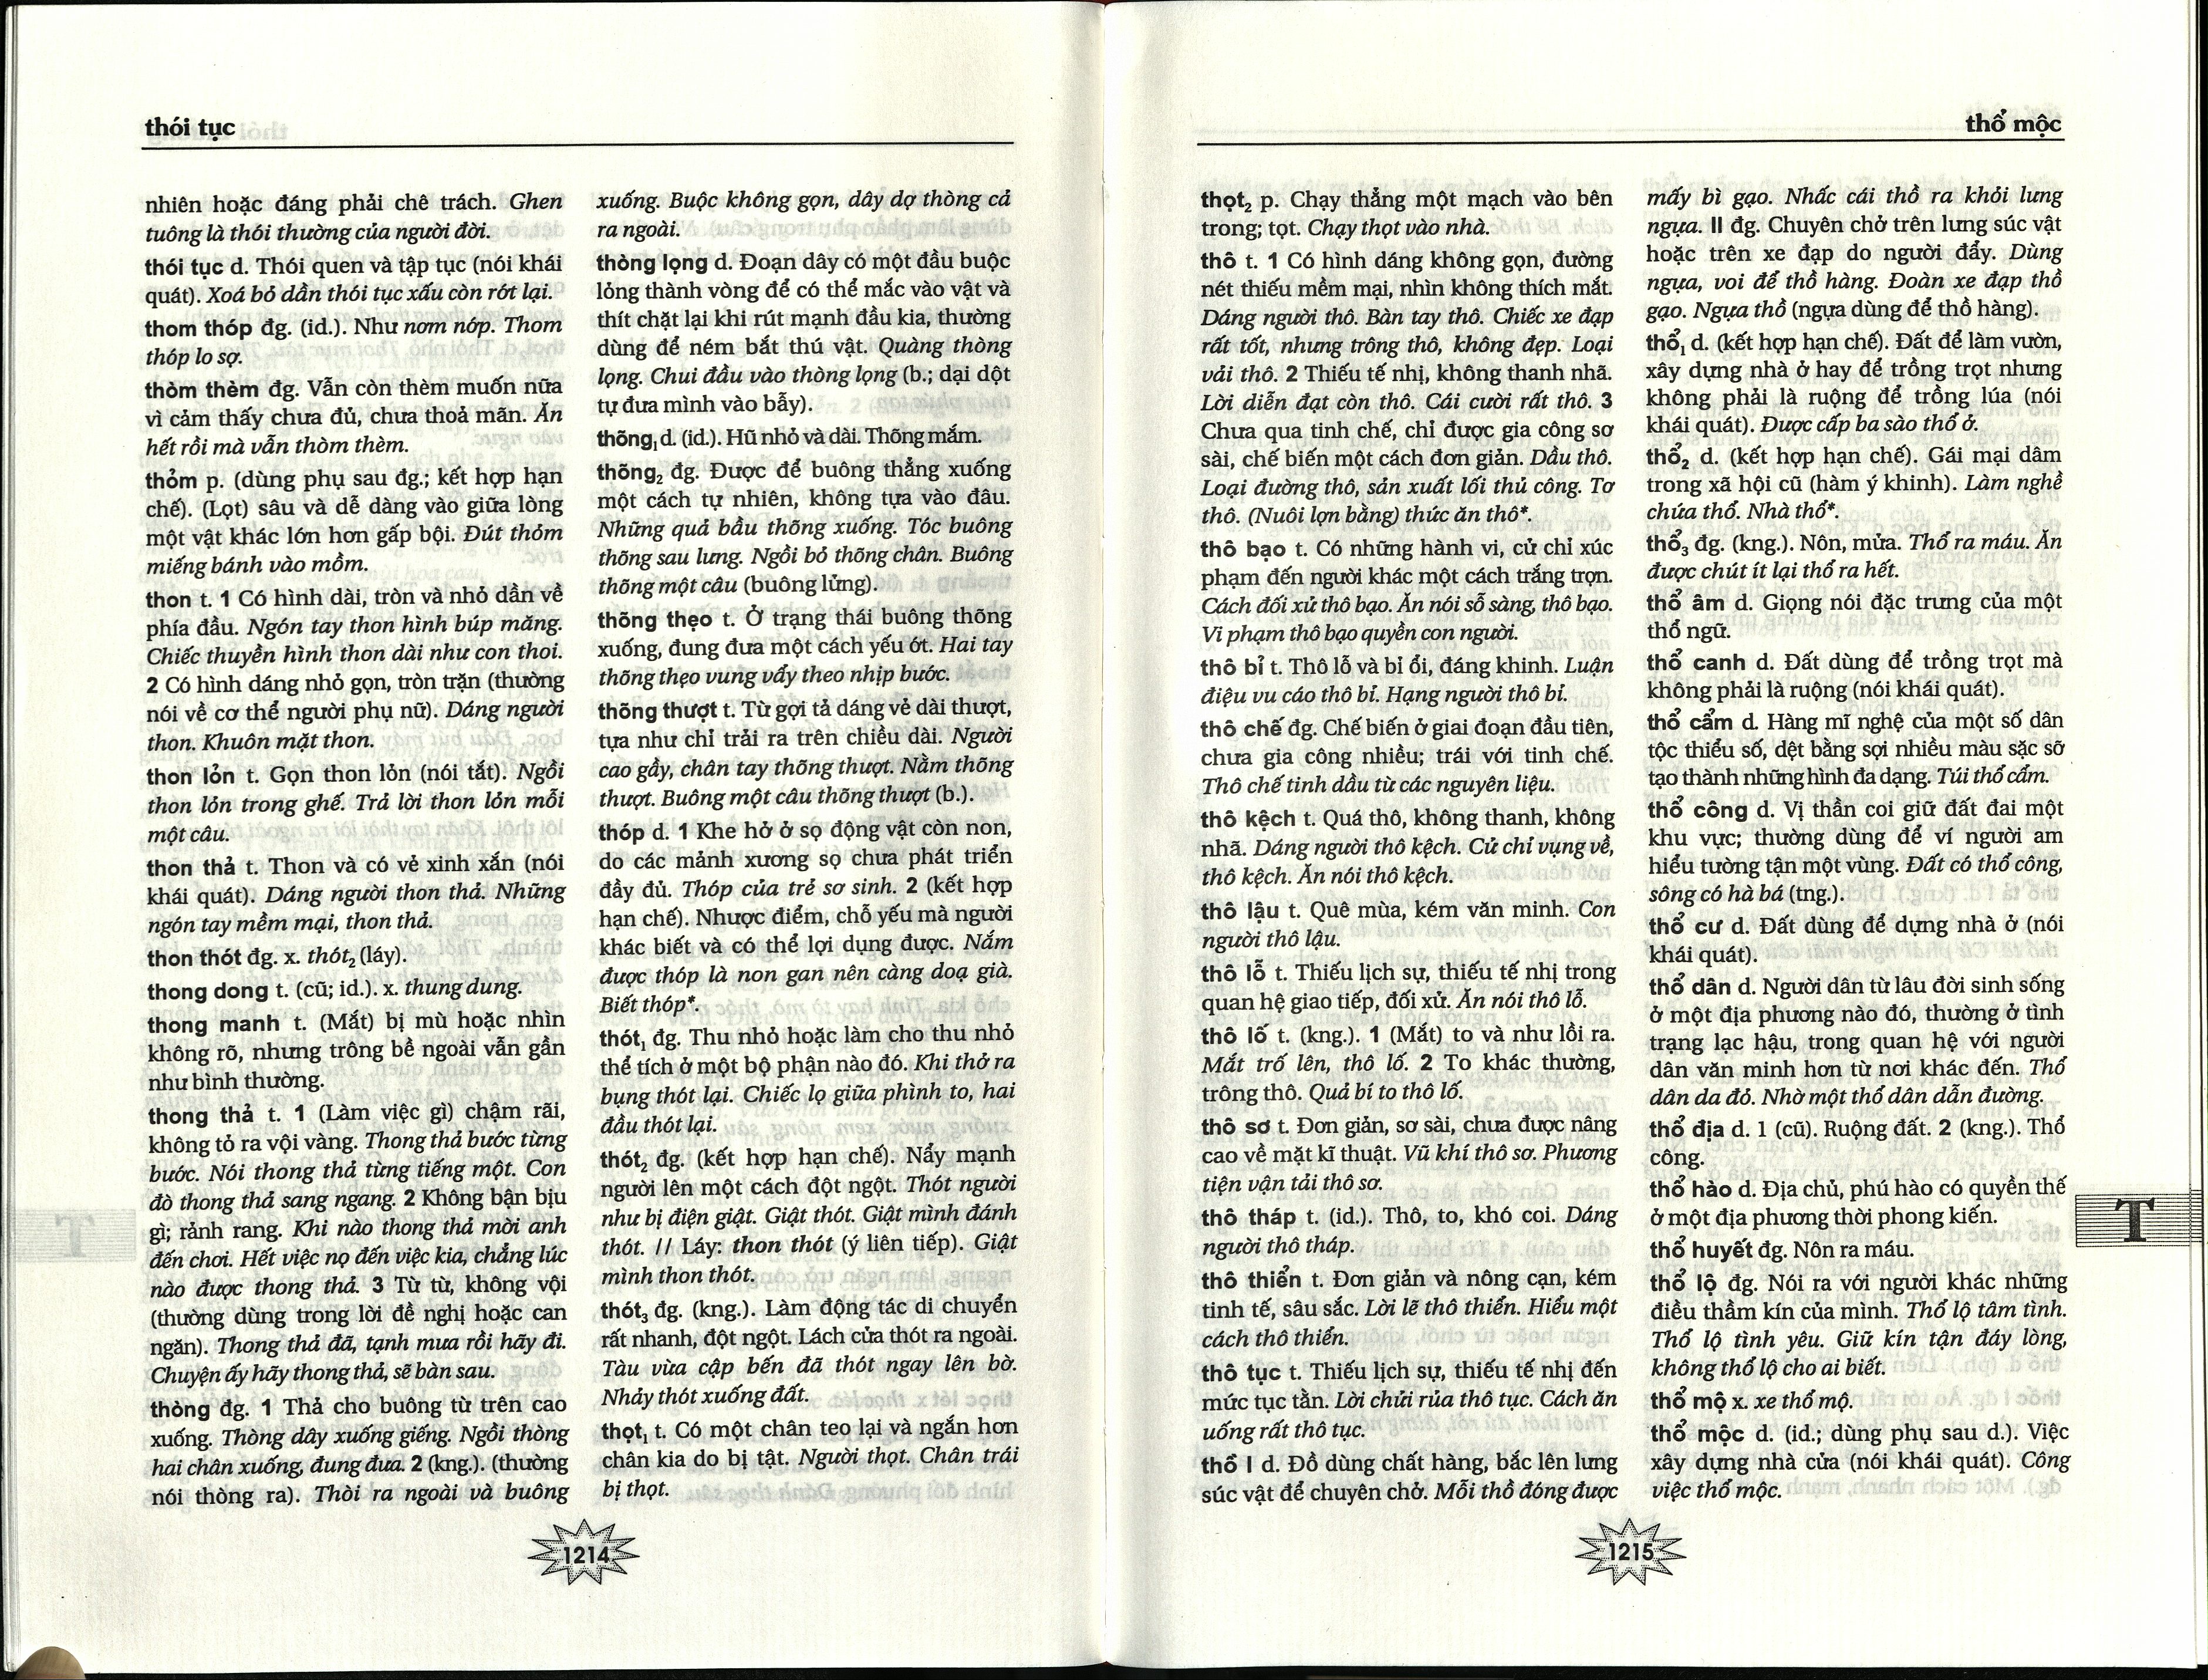 thói tục
nhiên hoặc đáng phải chê trách. Ghen
tuông là thói thường của người đời.
thói tục d. Thói quen và tập tục (nói khái
quát). Xoá bỏ dần thói tục xấu còn rớt lại.
thom thóp đg. (id.). Như nơm nớp. Thom
thóp lo sợ.
thòm thèm đg. Vẫn còn thèm muốn nữa
vì cảm thấy chưa đủ, chưa thoả mãn. Ăn
hết rồi mà vẫn thòm thèm.
thỏm p. (dùng phụ sau đg.; kết hợp hạn
chế). (Lọt) sâu và dễ dàng vào giữa lòng
một vật khác lớn hơn gấp bội. Đút thỏm
miếng bánh vào mồm.
thon t. 1 Có hình dài, tròn và nhỏ dần về
phía đầu. Ngón tay thon hình búp măng.
Chiếc thuyền hình thon dài như con thoi.
2 Có hình dáng nhỏ gọn, tròn trặn (thường
nói về cơ thể người phụ nữ). Dáng người
thon. Khuôn mặt thon.
thon lỏn t. Gọn thon lỏn (nói tắt). Ngồi
thon lỏn trong ghế. Trả lời thon lỏn mỗi
một câu.
thon thả t. Thon và có vẻ xinh xắn (nói
khái quát). Dáng người thon thả. Những
ngón tay mềm mại, thon thả.
thon thót đg. x. thót₂ (láy).
thong dong t. (cũ; id.). x. thung dung.
thong manh t. (Mắt) bị mù hoặc nhìn
không rõ, nhưng trông bề ngoài vẫn gần
như bình thường.
thong thả t. 1 (Làm việc gì) chậm rãi,
không tỏ ra vội vàng. Thong thả bước từng
bước. Nói thong thả từng tiếng một. Con
đò thong thả sang ngang. 2 Không bận bịu
gì; rảnh rang. Khi nào thong thả mời anh
đến chơi. Hết việc nọ đến việc kia, chẳng lúc
nào được thong thả. 3 Từ từ, không vội
(thường dùng trong lời đề nghị hoặc can
ngăn). Thong thả đã, tạnh mưa rồi hãy đi.
Chuyện ấy hãy thong thả, sẽ bàn sau.
thòng đg. 1 Thả cho buông từ trên cao
xuống. Thòng dây xuống giếng. Ngồi thòng
hai chân xuống, đung đưa. 2 (kng.). (thường
nói thòng ra). Thòi ra ngoài và buông
xuống. Buộc không gọn, dây dợ thòng cả
ra ngoài.
thòng lọng d. Đoạn dây có một đầu buộc
lỏng thành vòng để có thể mắc vào vật và
thít chặt lại khi rút mạnh đầu kia, thường
dùng để ném bắt thú vật. Quàng thòng
lọng. Chui đầu vào thòng lọng (b.; dại dột
tự đưa mình vào bẫy).
thõng₁ d. (id.). Hũ nhỏ và dài. Thõng mắm.
thõng₂ đg. Được để buông thẳng xuống
một cách tự nhiên, không tựa vào đâu.
Những quả bầu thõng xuống. Tóc buông
thõng sau lưng. Ngồi bỏ thõng chân. Buông
thõng một câu (buông lửng).
thõng thẹo t. Ở trạng thái buông thõng
xuống, đung đưa một cách yếu ớt. Hai tay
thõng thẹo vung vẩy theo nhịp bước.
thõng thượt t. Từ gợi tả dáng vẻ dài thượt,
tựa như chỉ trải ra trên chiều dài. Người
cao gầy, chân tay thõng thượt. Nằm thõng
thượt. Buông một câu thõng thượt (b.).
thóp d. 1 Khe hở ở sọ động vật còn non,
do các mảnh xương sọ chưa phát triển
đầy đủ. Thóp của trẻ sơ sinh. 2 (kết hợp
hạn chế). Nhược điểm, chỗ yếu mà người
khác biết và có thể lợi dụng được. Nắm
được thóp là non gan nên càng doạ già.
Biết thóp*.
thót₁ đg. Thu nhỏ hoặc làm cho thu nhỏ
thể tích ở một bộ phận nào đó. Khi thở ra
bụng thót lại. Chiếc lọ giữa phình to, hai
đầu thót lại.
thót₂ đg. (kết hợp hạn chế). Nẩy mạnh
người lên một cách đột ngột. Thót người
như bị điện giật. Giật thót. Giật mình đánh
thót. // Láy: thon thót (ý liên tiếp). Giật
mình thon thót.
thót₃ đg. (kng.). Làm động tác di chuyển
rất nhanh, đột ngột. Lách cửa thót ra ngoài.
Tàu vừa cập bến đã thót ngay lên bờ.
Nhảy thót xuống đất.
thọt₁ t. Có một chân teo lại và ngắn hơn
chân kia do bị tật. Người thọt. Chân trái
bị thọt.
1214
thổ mộc
thọt₂ p. Chạy thẳng một mạch vào bên
trong; tọt. Chạy thọt vào nhà.
thô t. 1 Có hình dáng không gọn, đường
nét thiếu mềm mại, nhìn không thích mắt.
Dáng người thô. Bàn tay thô. Chiếc xe đạp
rất tốt, nhưng trông thô, không đẹp. Loại
vải thô. 2 Thiếu tế nhị, không thanh nhã.
Lời diễn đạt còn thô. Cái cười rất thô. 3
Chưa qua tinh chế, chỉ được gia công sơ
sài, chế biến một cách đơn giản. Dầu thô.
Loại đường thô, sản xuất lối thủ công. Tơ
thô. (Nuôi lợn bằng) thức ăn thô*.
thô bạo t. Có những hành vi, cử chỉ xúc
phạm đến người khác một cách trắng trợn.
Cách đối xử thô bạo. Ăn nói sỗ sàng, thô bạo.
Vi phạm thô bạo quyền con người.
thô bỉ t. Thô lỗ và bỉ ổi, đáng khinh. Luận
điệu vu cáo thô bỉ. Hạng người thô bỉ.
thô chế đg. Chế biến ở giai đoạn đầu tiên,
chưa gia công nhiều; trái với tinh chế.
Thô chế tinh dầu từ các nguyên liệu.
thô kệch t. Quá thô, không thanh, không
nhã. Dáng người thô kệch. Cử chỉ vụng về,
thô kệch. Ăn nói thô kệch.
thô lậu t. Quê mùa, kém văn minh. Con
người thô lậu.
thô lỗ t. Thiếu lịch sự, thiếu tế nhị trong
quan hệ giao tiếp, đối xử. Ăn nói thô lỗ.
thô lố t. (kng.). 1 (Mắt) to và như lồi ra.
Mắt trố lên, thô lố. 2 To khác thường,
trông thô. Quả bí to thô lố.
thô sơ t. Đơn giản, sơ sài, chưa được nâng
cao về mặt kĩ thuật. Vũ khí thô sơ. Phương
tiện vận tải thô sơ.
thô tháp t. (id.). Thô, to, khó coi. Dáng
người thô tháp.
thô thiển t. Đơn giản và nông cạn, kém
tinh tế, sâu sắc. Lời lẽ thô thiển. Hiểu một
cách thô thiển.
thô tục t. Thiếu lịch sự, thiếu tế nhị đến
mức tục tằn. Lời chửi rủa thô tục. Cách ăn
uống rất thô tục.
thồ I d. Đồ dùng chất hàng, bắc lên lưng
súc vật để chuyên chở. Mỗi thồ đóng được
mấy bì gạo. Nhấc cái thồ ra khỏi lưng
ngựa. II đg. Chuyên chở trên lưng súc vật
hoặc trên xe đạp do người đẩy. Dùng
ngựa, voi để thồ hàng. Đoàn xe đạp thồ
gạo. Ngựa thồ (ngựa dùng để thồ hàng).
thổ₁ d. (kết hợp hạn chế). Đất để làm vườn,
xây dựng nhà ở hay để trồng trọt nhưng
không phải là ruộng để trồng lúa (nói
khái quát). Được cấp ba sào thổ ở.
thổ₂ d. (kết hợp hạn chế). Gái mại dâm
trong xã hội cũ (hàm ý khinh). Làm nghề
chứa thổ. Nhà thổ*.
thổ₃ đg. (kng.). Nôn, mửa. Thổ ra máu. Ăn
được chút ít lại thổ ra hết.
thổ âm d. Giọng nói đặc trưng của một
thổ ngữ.
thổ canh d. Đất dùng để trồng trọt mà
không phải là ruộng (nói khái quát).
thổ cẩm d. Hàng mĩ nghệ của một số dân
tộc thiểu số, dệt bằng sợi nhiều màu sặc sỡ
tạo thành những hình đa dạng. Túi thổ cẩm.
thổ công d. Vị thần coi giữ đất đai một
khu vực; thường dùng để ví người am
hiểu tường tận một vùng. Đất có thổ công,
sông có hà bá (tng.).
thổ cư d. Đất dùng để dựng nhà ở (nói
khái quát).
thổ dân d. Người dân từ lâu đời sinh sống
ở một địa phương nào đó, thường ở tình
trạng lạc hậu, trong quan hệ với người
dân văn minh hơn từ nơi khác đến. Thổ
dân da đỏ. Nhờ một thổ dân dẫn đường.
thổ địa d. 1 (cũ). Ruộng đất. 2 (kng.). Thổ
công.
thổ hào d. Địa chủ, phú hào có quyền thế
ở một địa phương thời phong kiến.
thổ huyết đg. Nôn ra máu.
thổ lộ đg. Nói ra với người khác những
điều thầm kín của mình. Thổ lộ tâm tình.
Thổ lộ tình yêu. Giữ kín tận đáy lòng,
không thổ lộ cho ai biết.
thổ mộ x. xe thổ mộ.
thổ mộc d. (id.; dùng phụ sau d.). Việc
xây dựng nhà cửa (nói khái quát). Công
việc thổ mộc.
T
1215